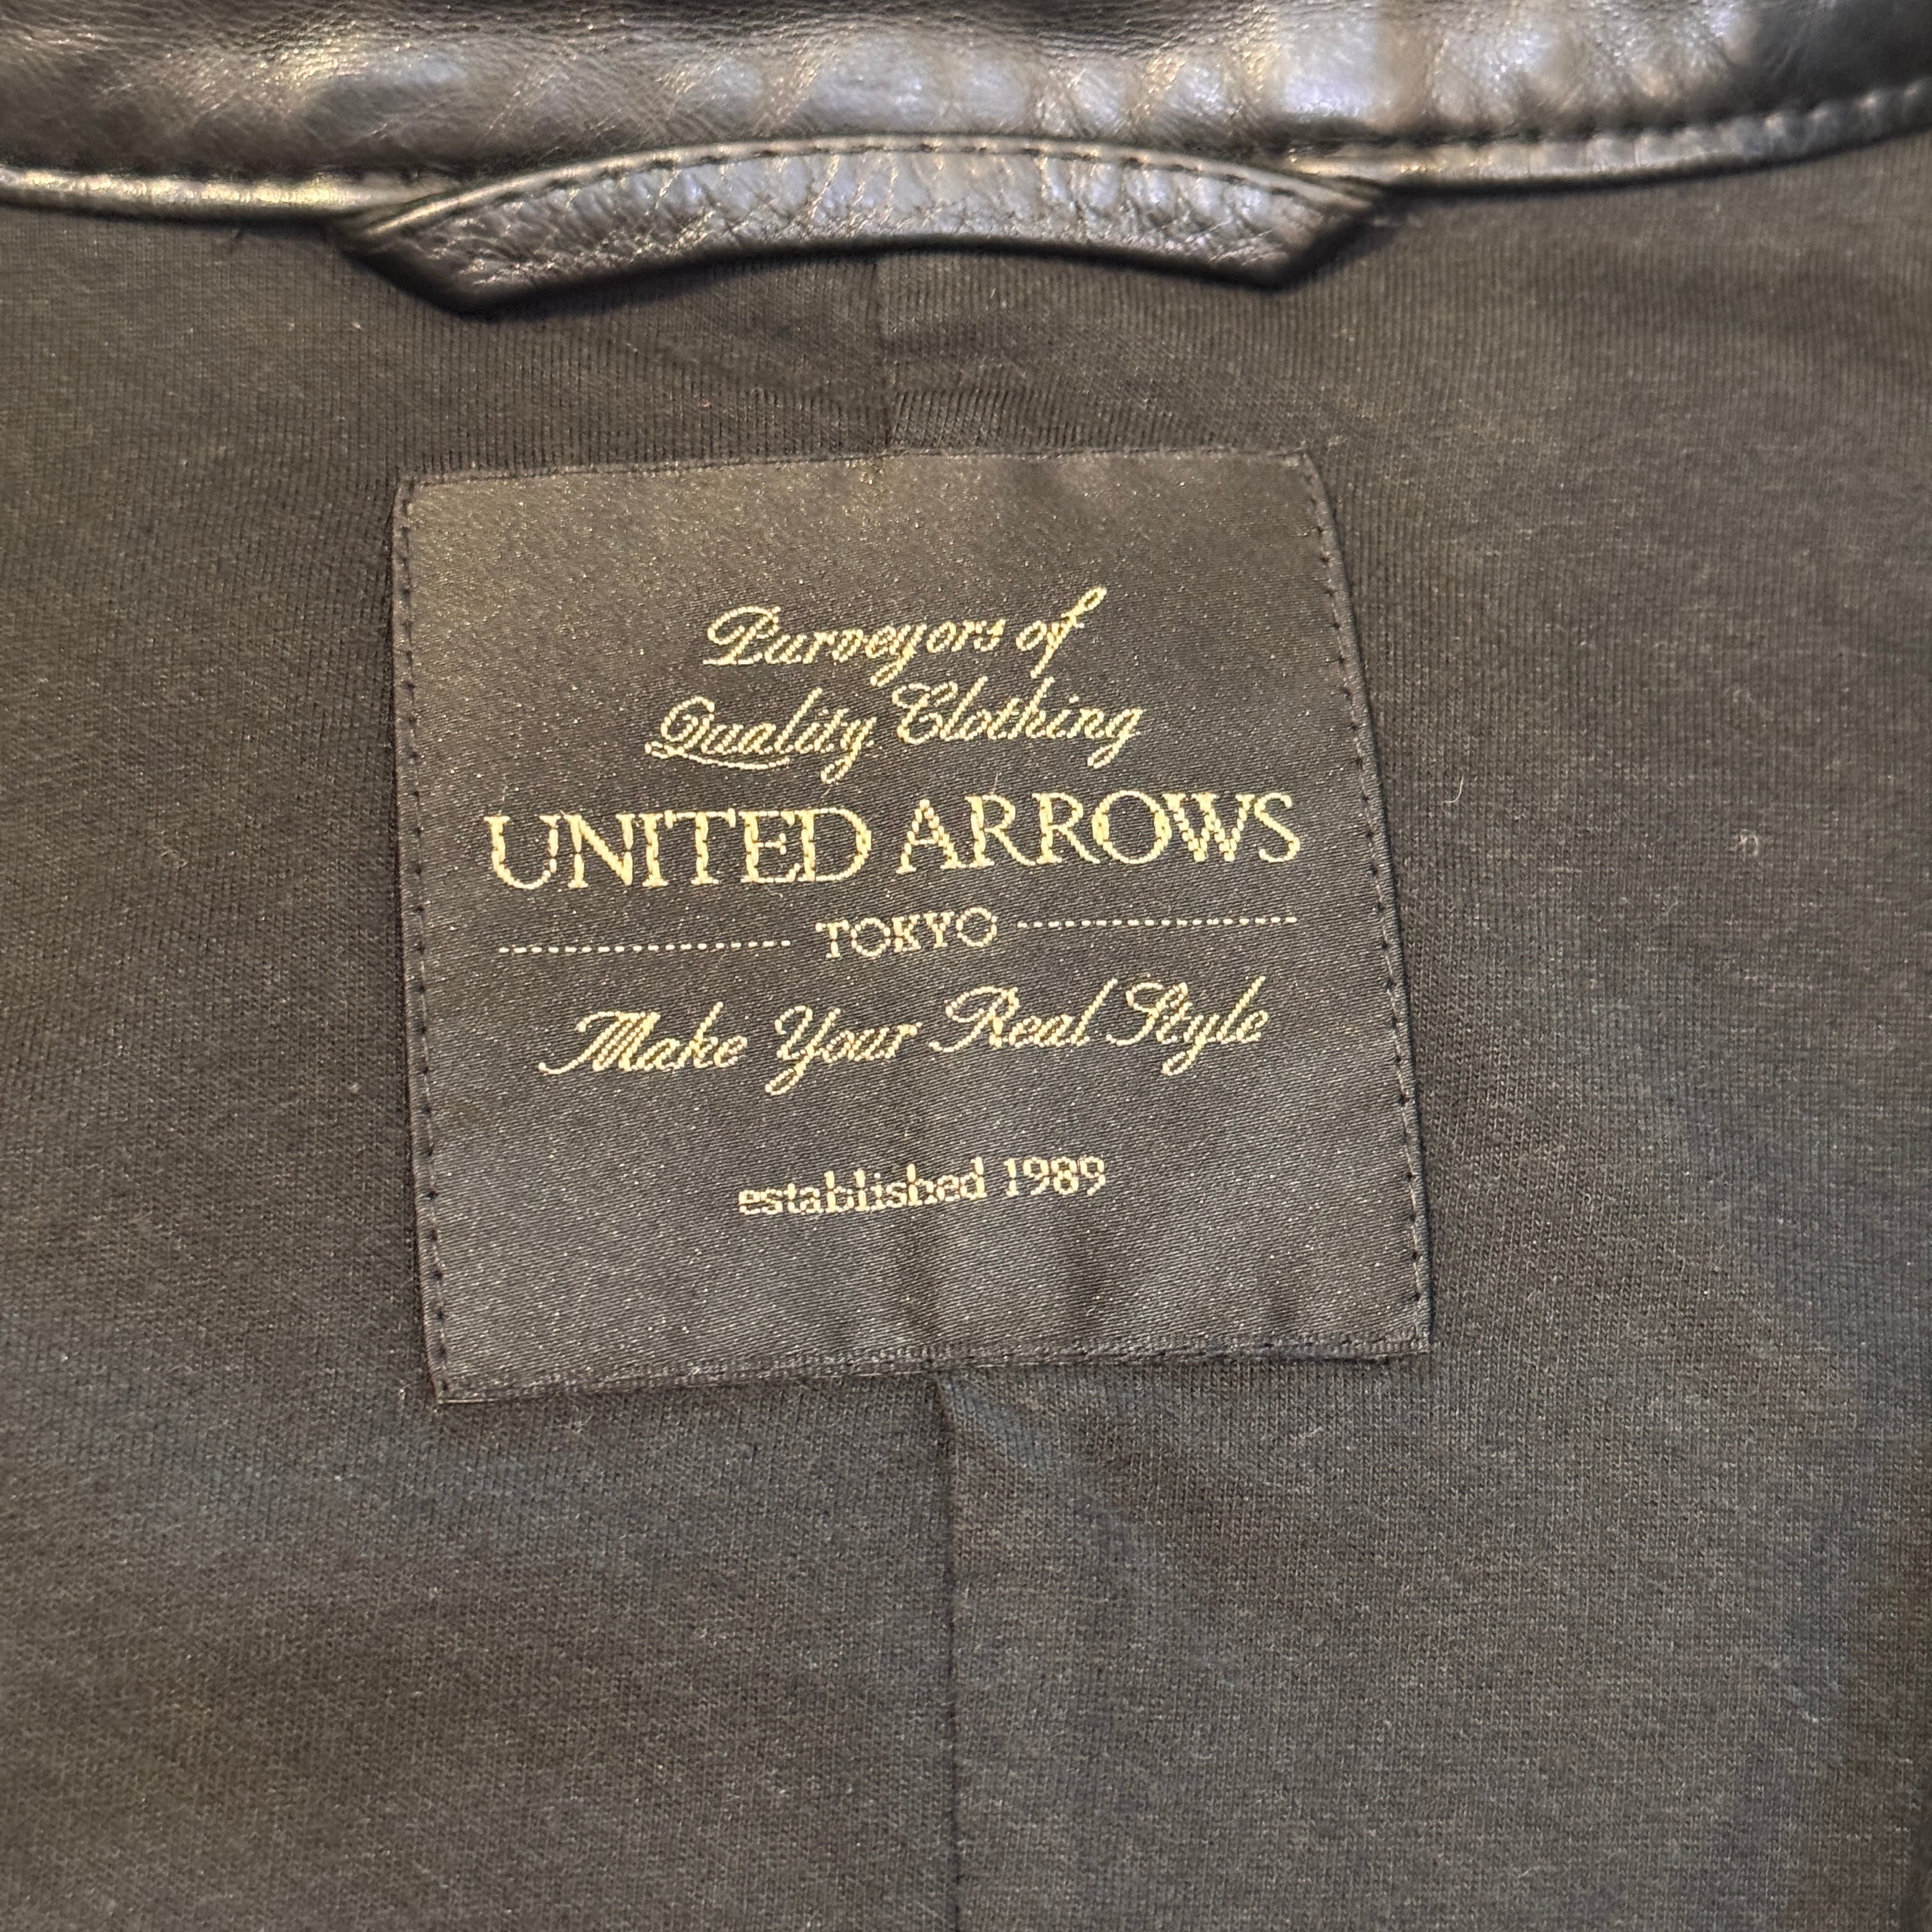 Purveyors of
Quality Clothing
UNITED ARROWS
TOKYO
Make Your Real Style
established 1989